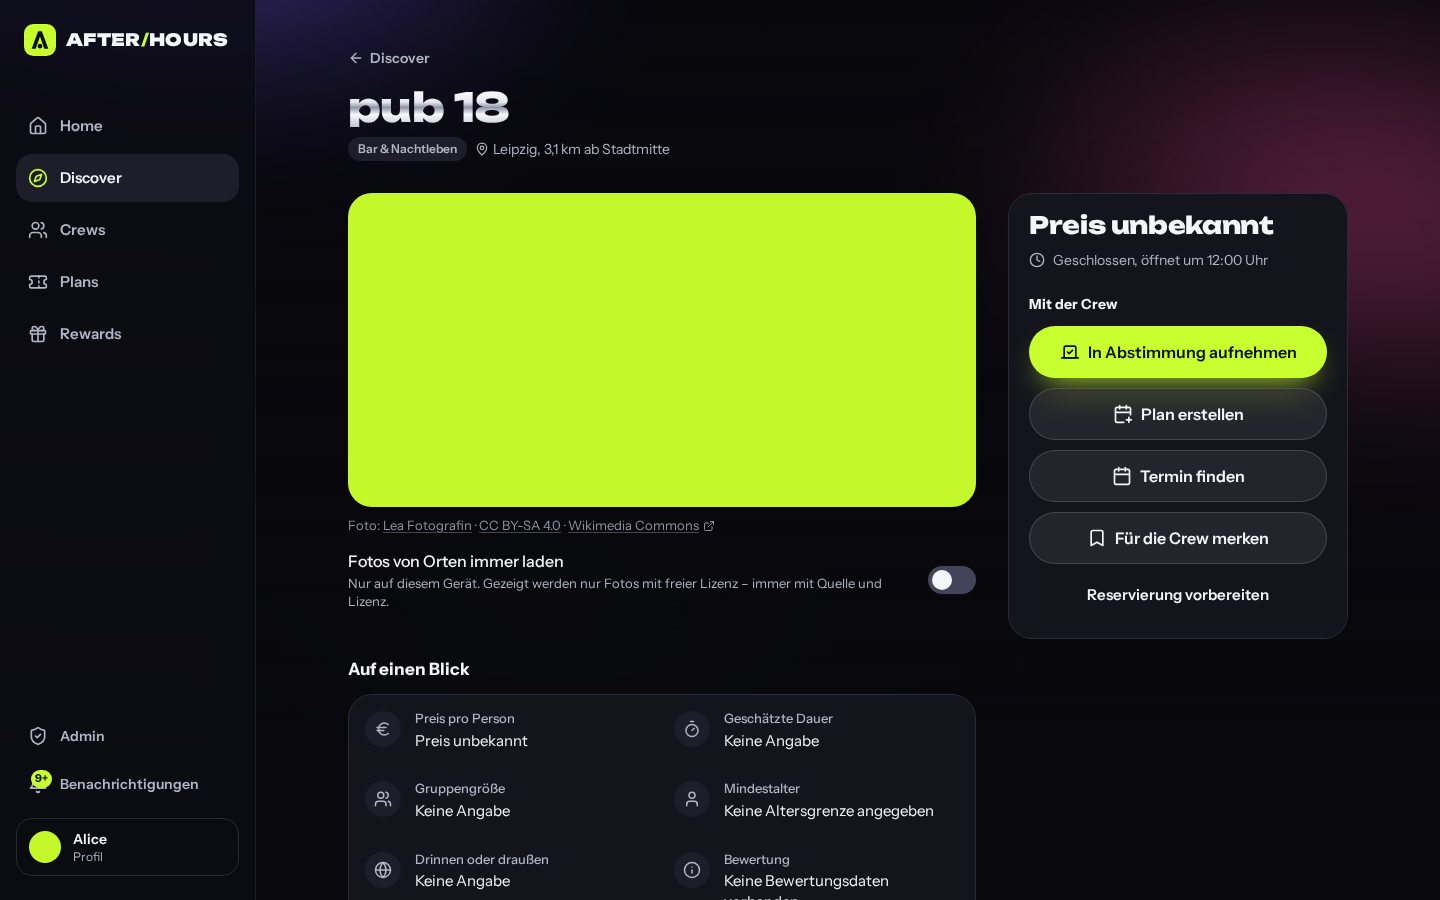 AFTER/HOURS
Home
Discover
Crews
Plans
Rewards
Admin
9+
Benachrichtigungen
Alice
Profil
Discover
pub 18
Bar & Nachtleben
Leipzig, 3,1 km ab Stadtmitte
Foto: Lea Fotografin · CC BY-SA 4.0 · Wikimedia Commons
Fotos von Orten immer laden
Nur auf diesem Gerät. Gezeigt werden nur Fotos mit freier Lizenz – immer mit Quelle und
Lizenz.
Auf einen Blick
Preis pro Person
Preis unbekannt
Geschätzte Dauer
Keine Angabe
Gruppengröße
Keine Angabe
Mindestalter
Keine Altersgrenze angegeben
Drinnen oder draußen
Keine Angabe
Bewertung
Keine Bewertungsdaten
vorhanden
Preis unbekannt
Geschlossen, öffnet um 12:00 Uhr
Mit der Crew
In Abstimmung aufnehmen
Plan erstellen
Termin finden
Für die Crew merken
Reservierung vorbereiten